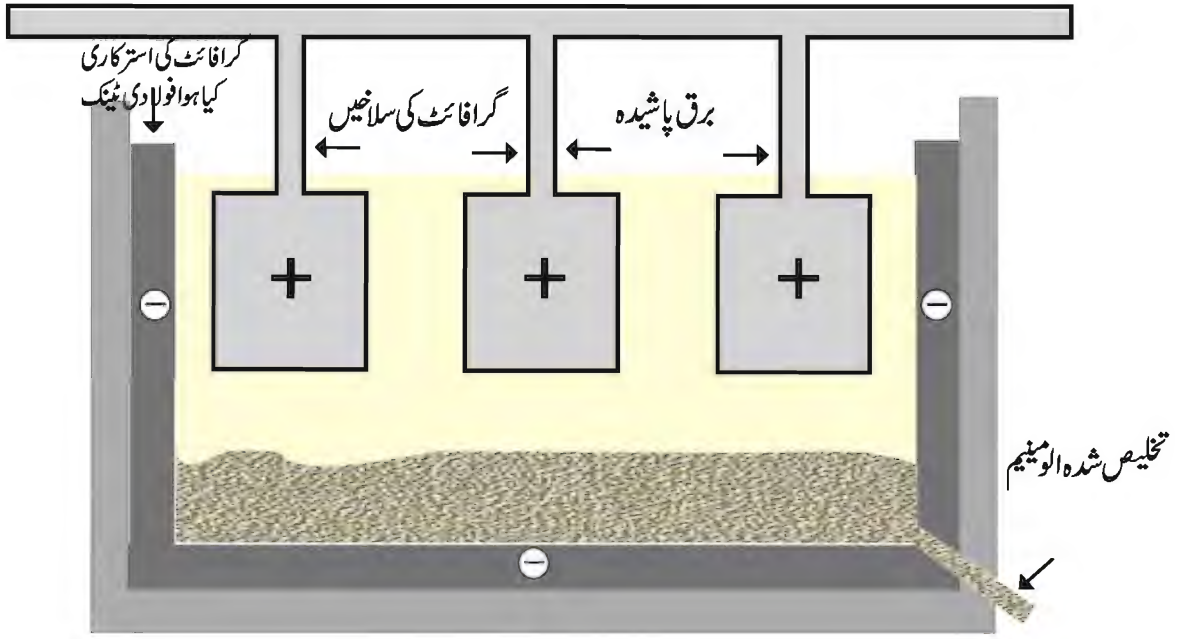 گرافائٹ کی استرکاری
کیا ہوا فولادی ٹینک
گرافائٹ کی سلاخیں
برق پاشیدہ
+
+
+
−
−
−
تخلیص شدہ الومینیم